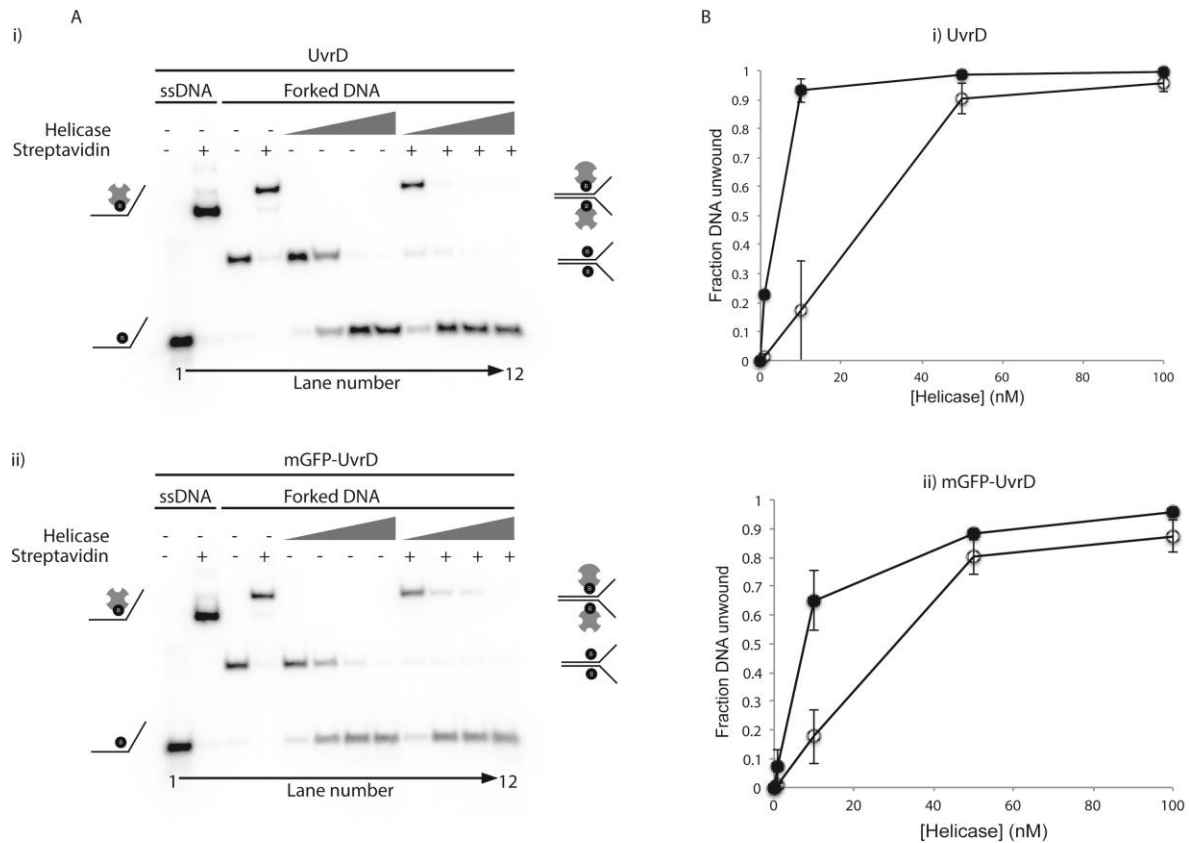 A
i)
UvrD
ssDNA Forked DNA
Helicase - - - -
Streptavidin - + - + - - - - + + + +
1 Lane number 12
ii)
mGFP-UvrD
ssDNA Forked DNA
Helicase - - - -
Streptavidin - + - + - - - - + + + +
1 Lane number 12
B
i) UvrD
Fraction DNA unwound
1
0.9
0.8
0.7
0.6
0.5
0.4
0.3
0.2
0.1
0
0 20 40 60 80 100
[Helicase] (nM)
ii) mGFP-UvrD
Fraction DNA unwound
1
0.9
0.8
0.7
0.6
0.5
0.4
0.3
0.2
0.1
0
0 20 40 60 80 100
[Helicase] (nM)